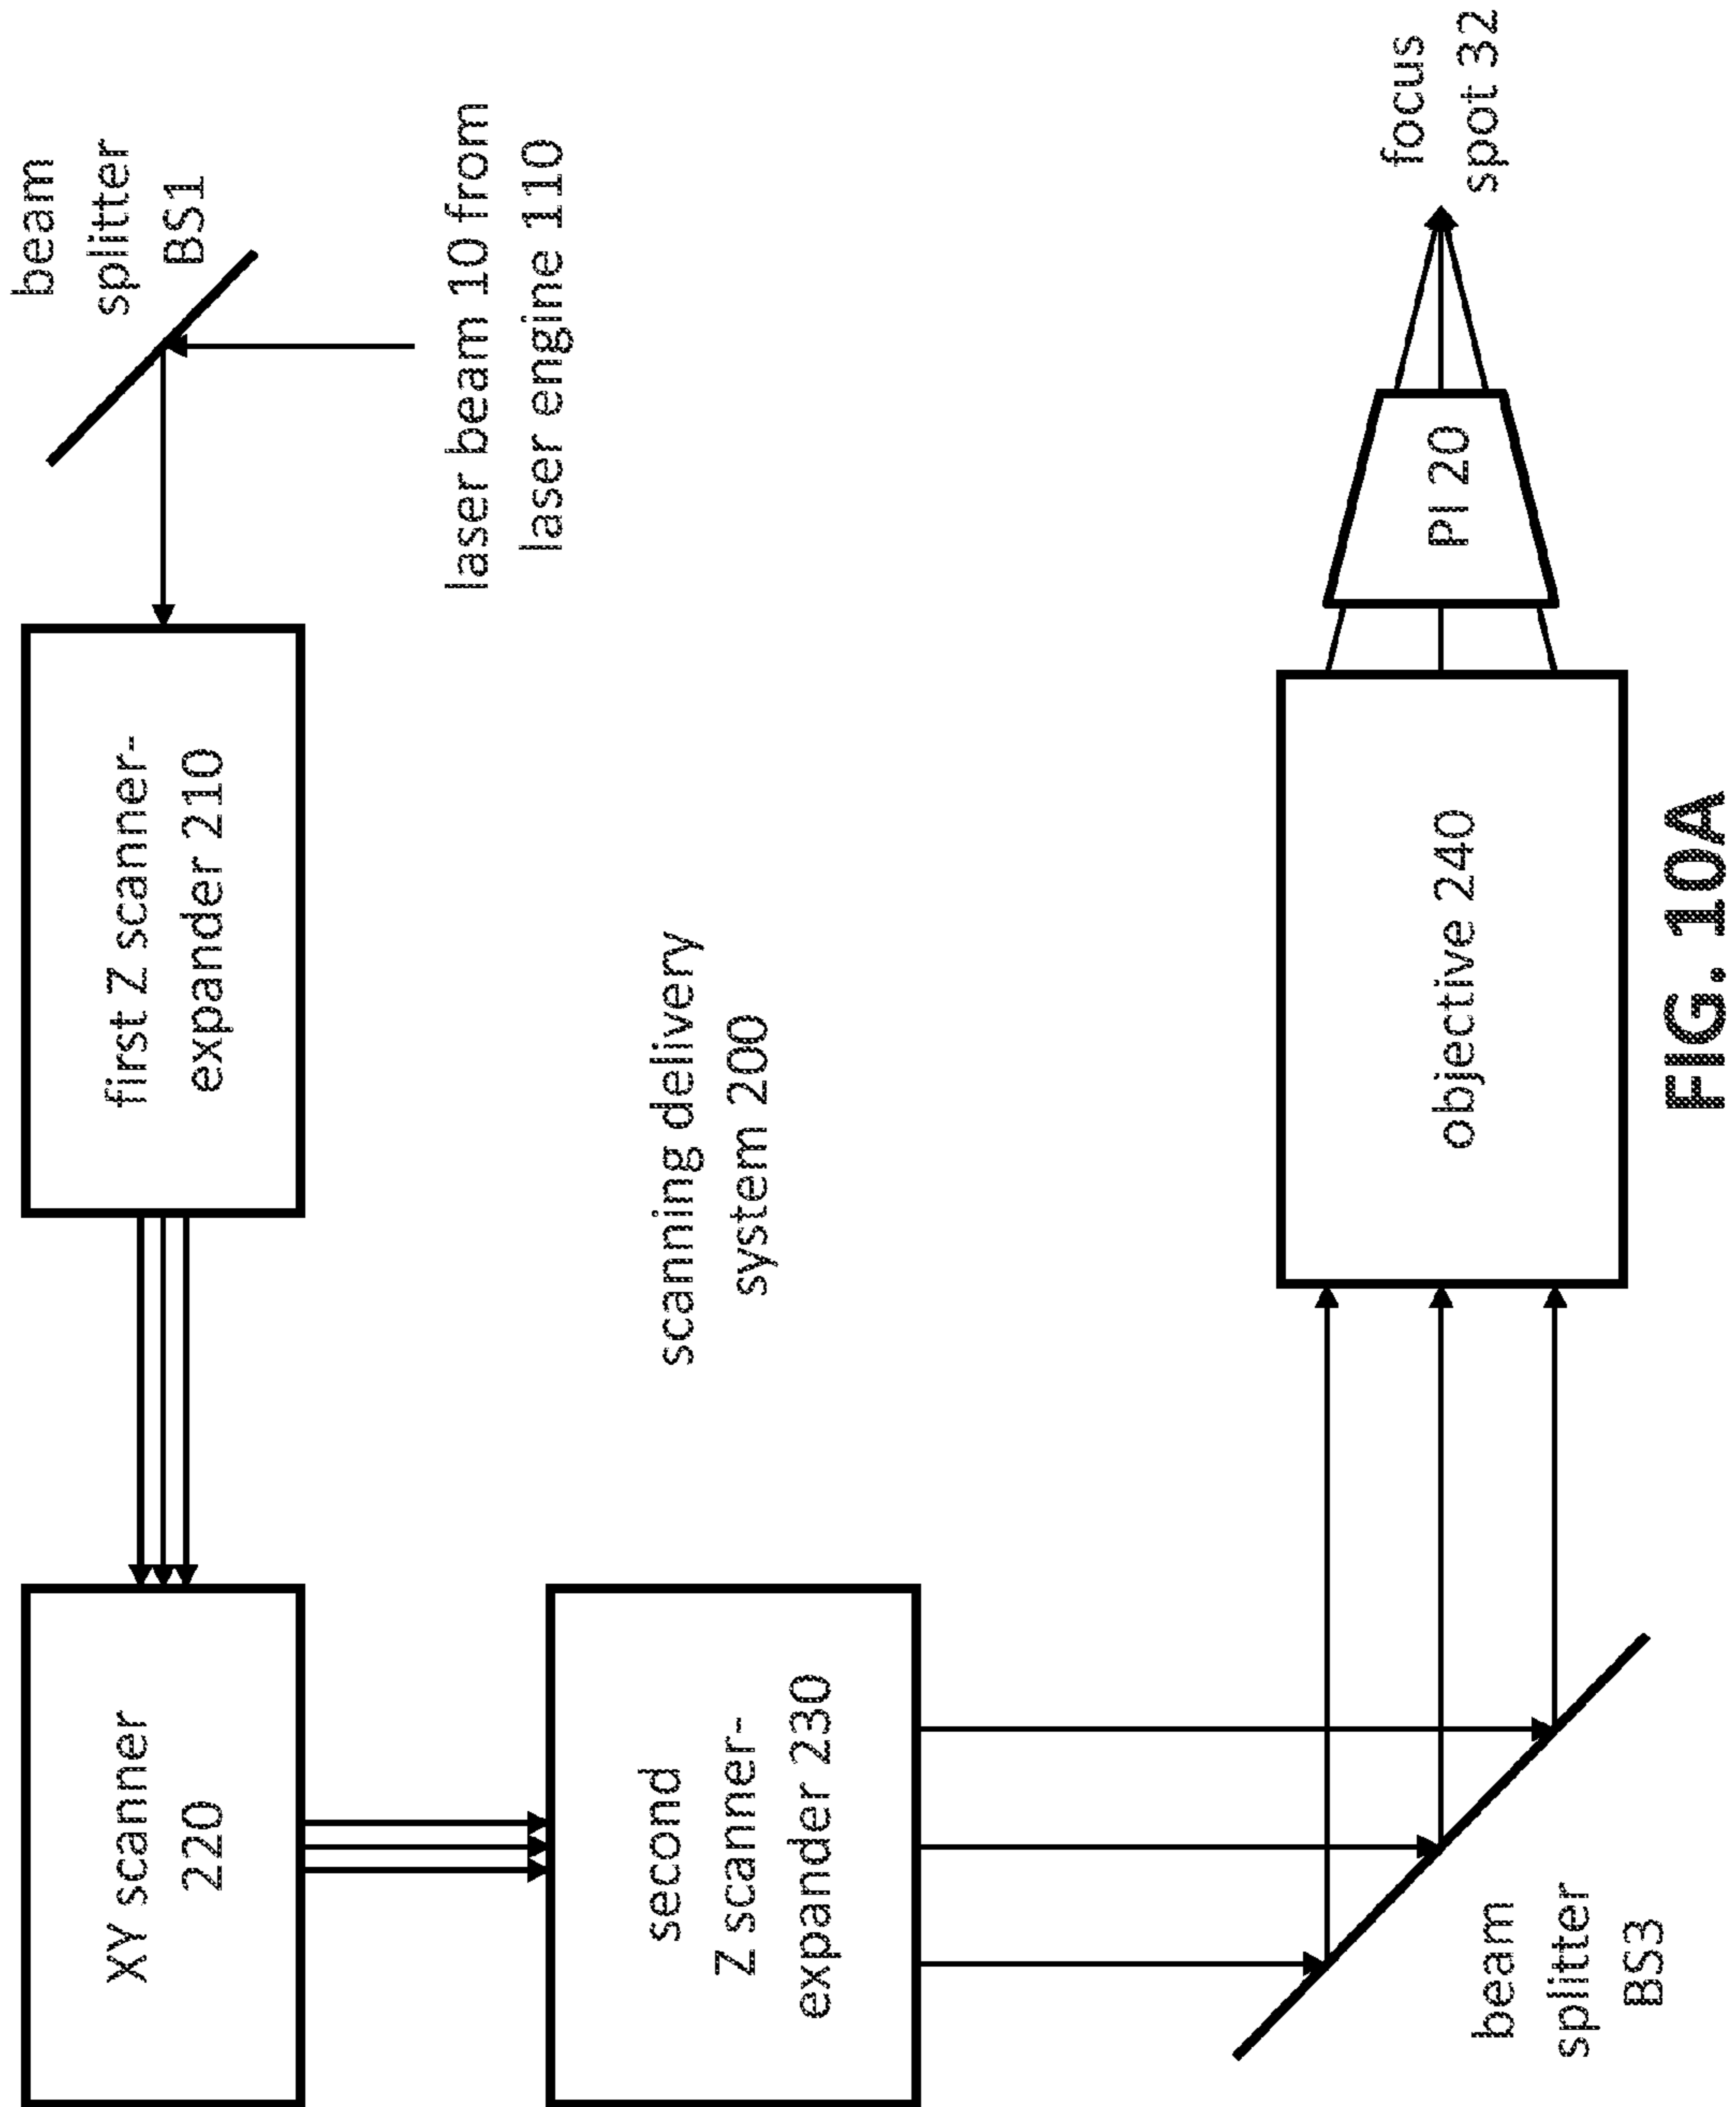 beam
splitter
BS1
laser beam 10 from
laser engine 110
first Z scanner-
expander 210
XY scanner
220
scanning delivery
system 200
second
Z scanner-
expander 230
beam
splitter
BS3
objective 240
PI 20
focus
spot 32
FIG. 10A